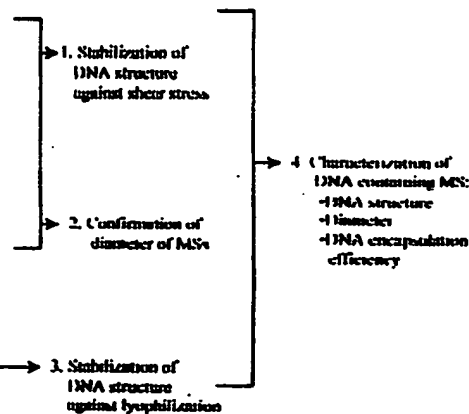 1. Stabilization of
DNA structure
against shear stress
2. Confirmation of
diameter of MSs
3. Stabilization of
DNA structure
against lyophilization
4. Characterization of
DNA containing MS:
-DNA structure
-Diameter
-DNA encapsulation
efficiency